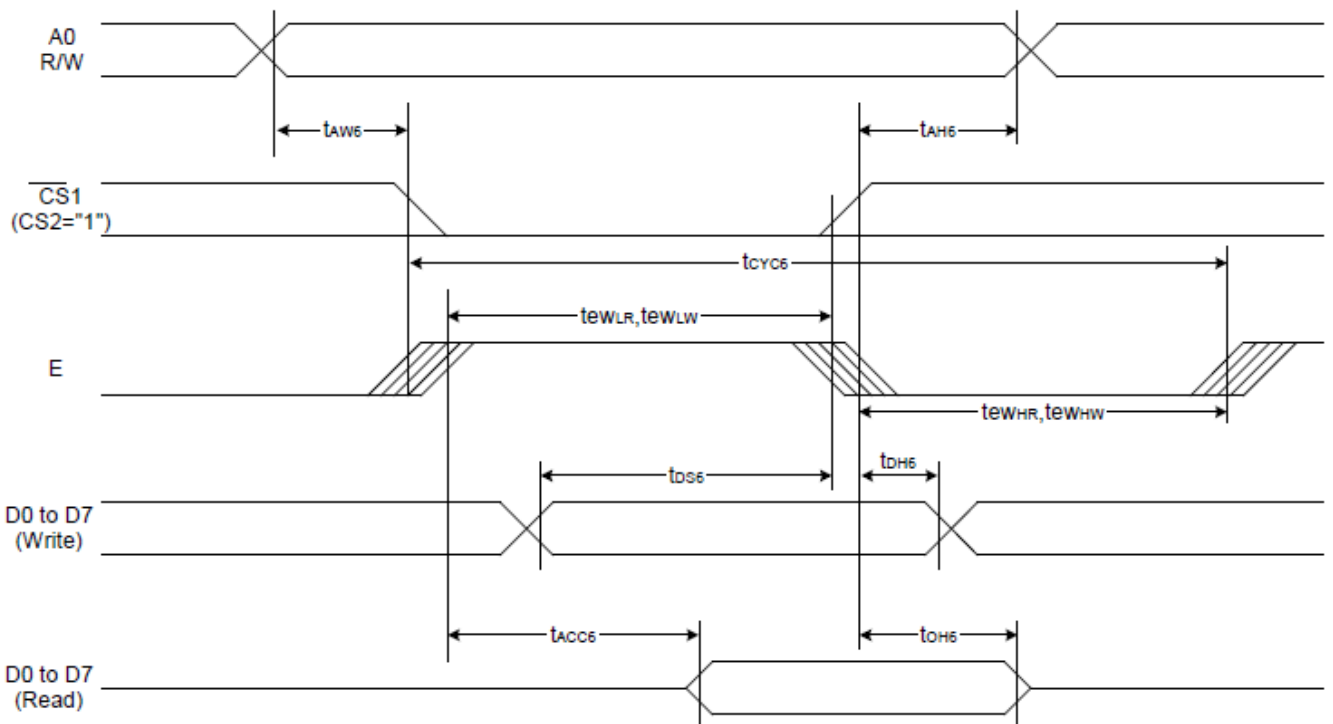 A0
R/W
tAW6
tAH6
CS1
(CS2="1")
tCYC6
tewLR,tewLW
E
tewHR,tewHW
tDS6
tDH6
D0 to D7
(Write)
tACC6
tOH6
D0 to D7
(Read)